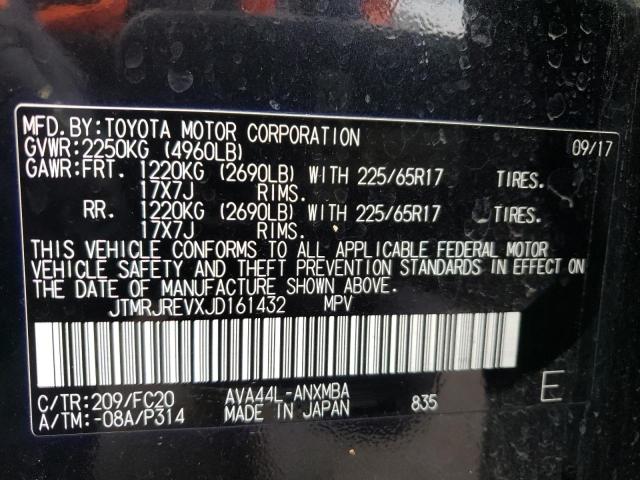 MFD.BY:TOYOTA MOTOR CORPORATION 09/17
GVWR:2250KG (4960LB)
GAWR:FRT. 1220KG (2690LB) WITH 225/65R17 TIRES.
17X7J RIMS.
RR. 1220KG (2690LB) WITH 225/65R17 TIRES.
17X7J RIMS.
THIS VEHICLE CONFORMS TO ALL APPLICABLE FEDERAL MOTOR
VEHICLE SAFETY AND THEFT PREVENTION STANDARDS IN EFFECT ON
THE DATE OF MANUFACTURE SHOWN ABOVE.
JTMRJREVXJD161432 MPV
C/TR:209/FC20 AVA44L-ANXMBA E
A/TM:-08A/P314 MADE IN JAPAN 835